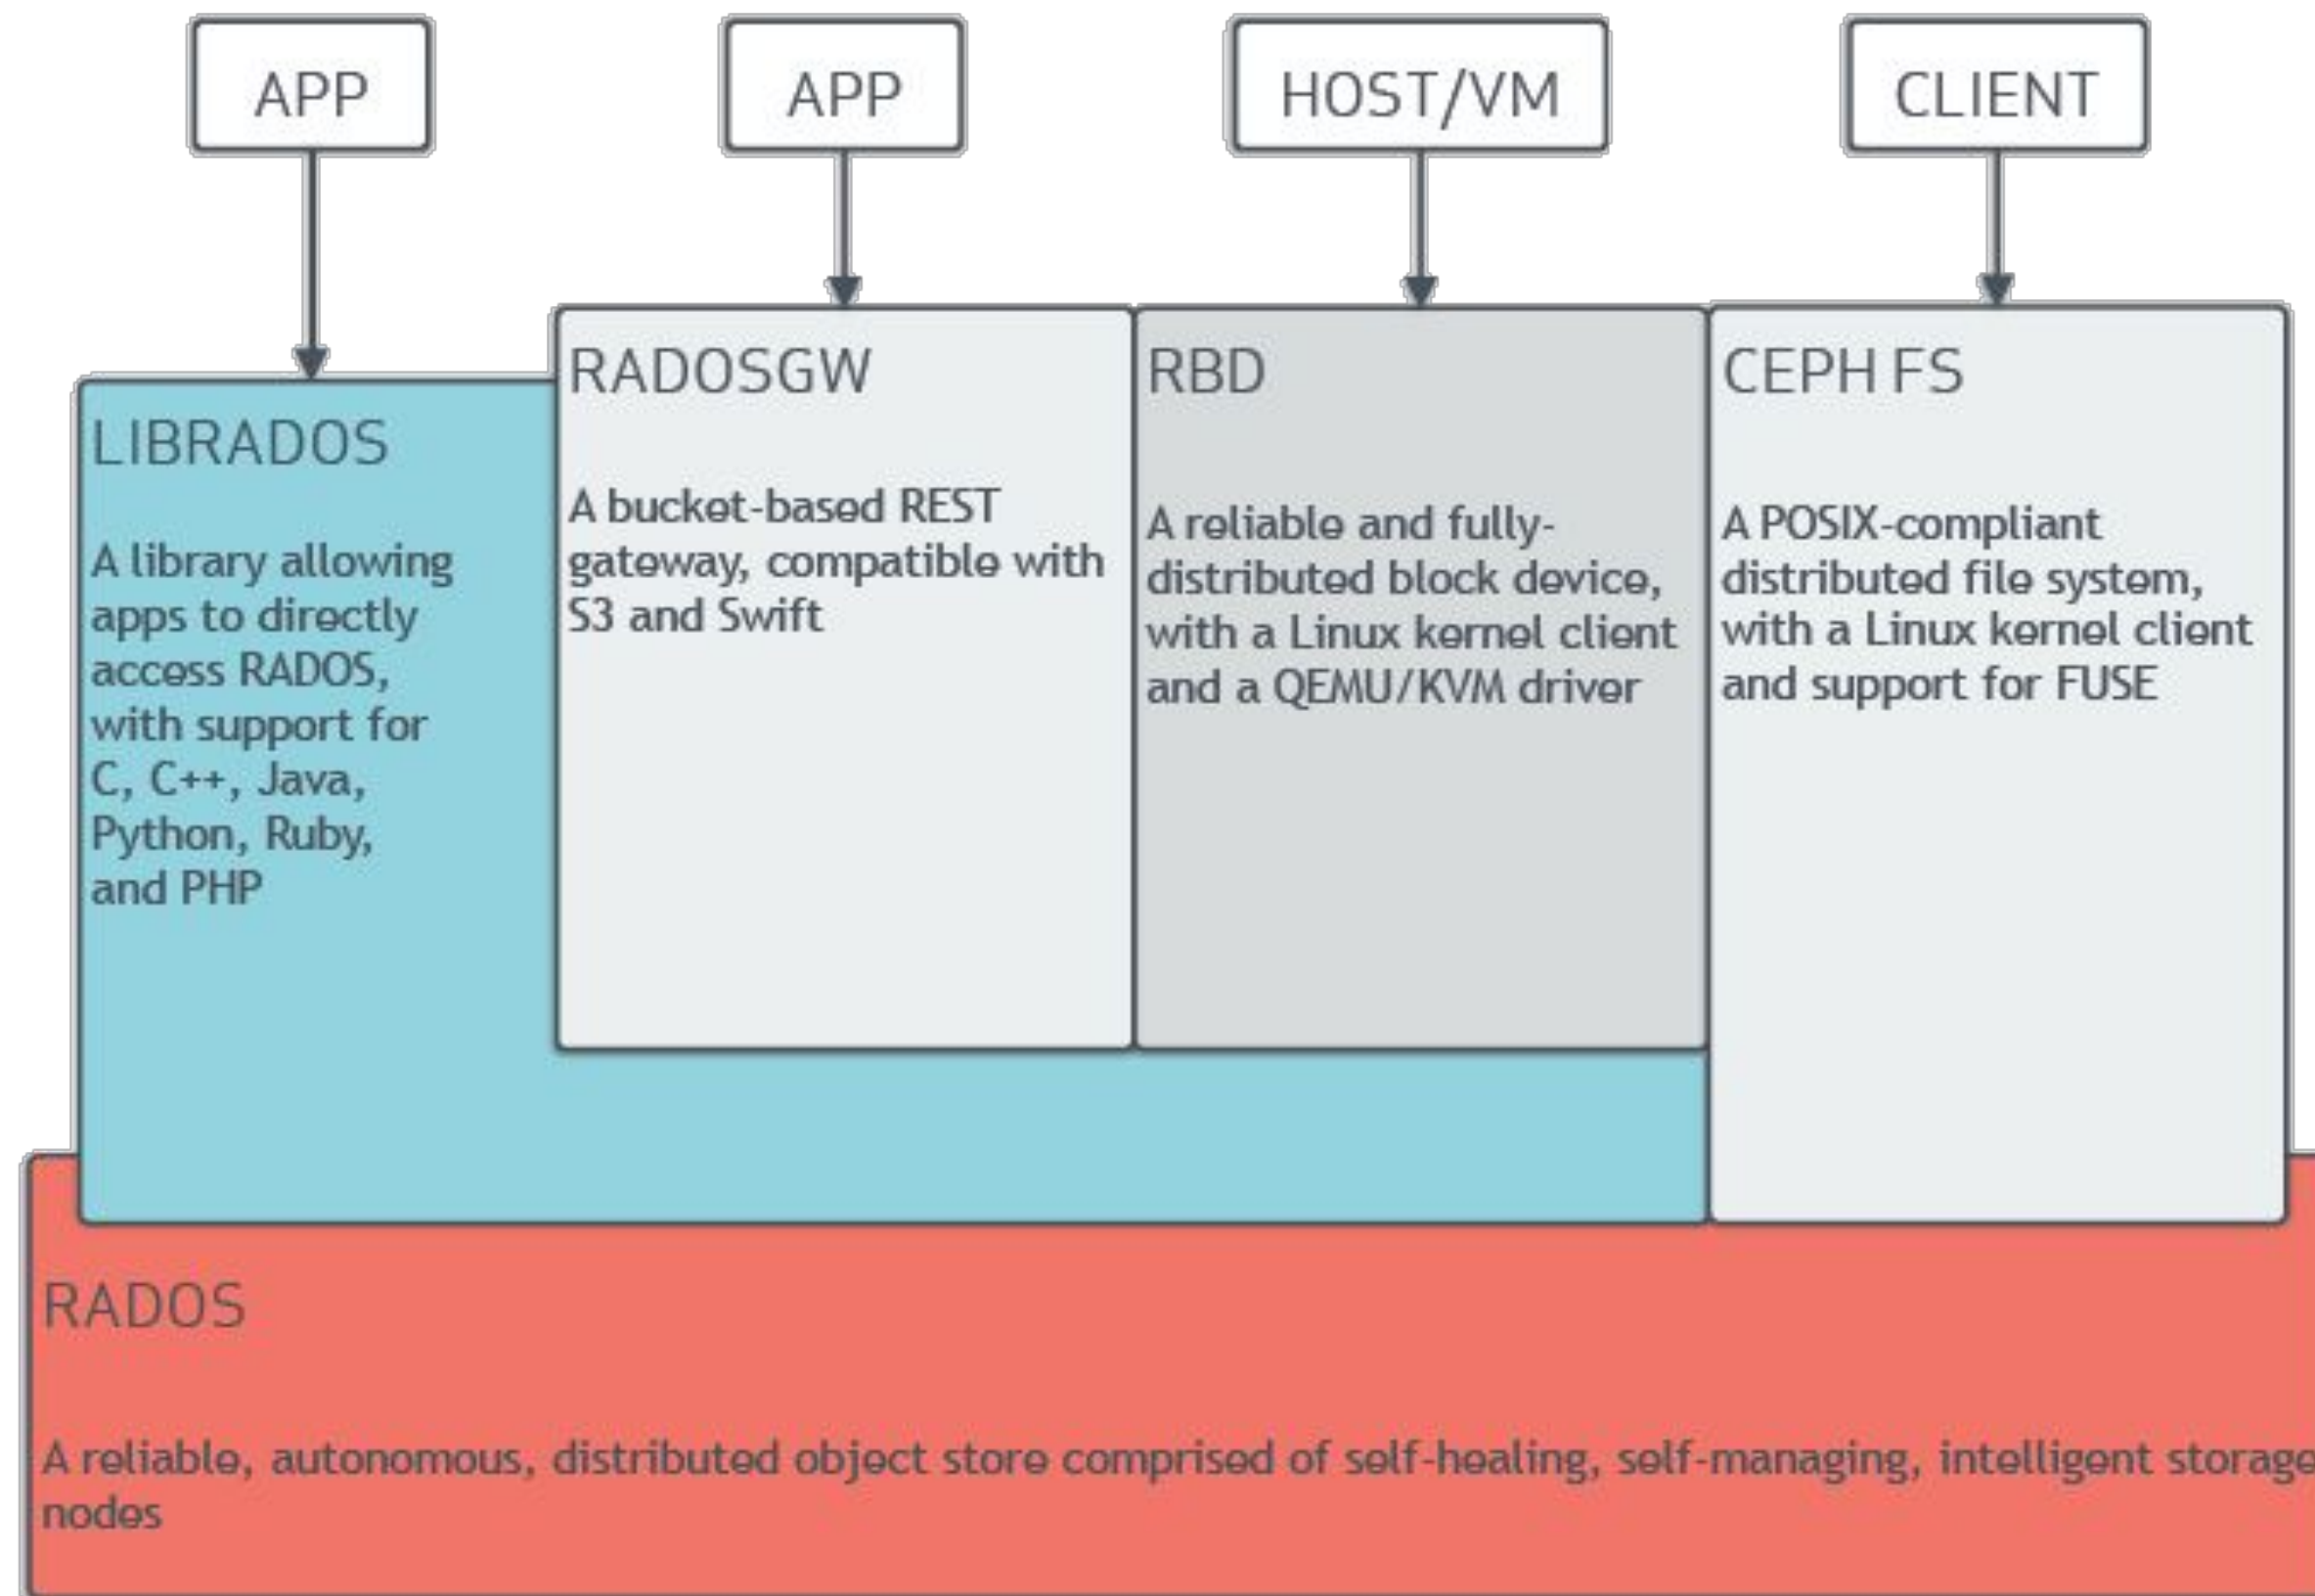 APP
APP
HOST/VM
CLIENT
LIBRADOS
A library allowing
apps to directly
access RADOS,
with support for
C, C++, Java,
Python, Ruby,
and PHP
RADOSGW
A bucket-based REST
gateway, compatible with
S3 and Swift
RBD
A reliable and fully-
distributed block device,
with a Linux kernel client
and a QEMU/KVM driver
CEPH FS
A POSIX-compliant
distributed file system,
with a Linux kernel client
and support for FUSE
RADOS
A reliable, autonomous, distributed object store comprised of self-healing, self-managing, intelligent storage
nodes